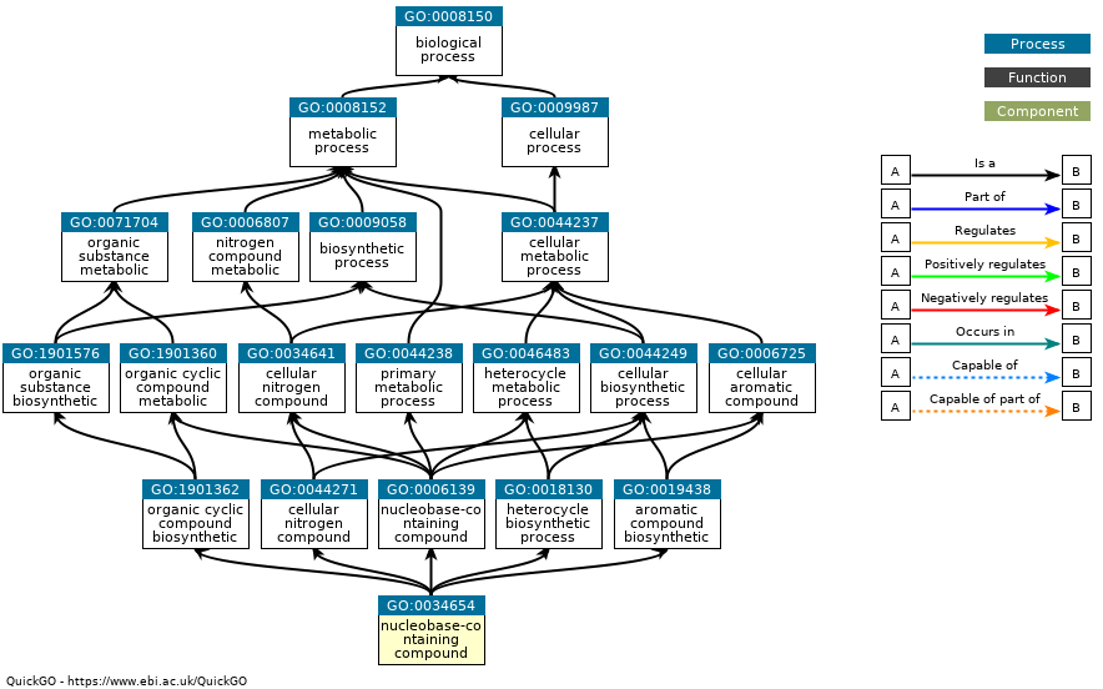 GO:0008150
biological
process
GO:0008152
metabolic
process
GO:0009987
cellular
process
GO:0071704
organic
substance
metabolic
GO:0006807
nitrogen
compound
metabolic
GO:0009058
biosynthetic
process
GO:0044237
cellular
metabolic
process
GO:1901576
organic
substance
biosynthetic
GO:1901360
organic cyclic
compound
metabolic
GO:0034641
cellular
nitrogen
compound
GO:0044238
primary
metabolic
process
GO:0046483
heterocycle
metabolic
process
GO:0044249
cellular
biosynthetic
process
GO:0006725
cellular
aromatic
compound
GO:1901362
organic cyclic
compound
biosynthetic
GO:0044271
cellular
nitrogen
compound
GO:0006139
nucleobase-co
ntaining
compound
GO:0018130
heterocycle
biosynthetic
process
GO:0019438
aromatic
compound
biosynthetic
GO:0034654
nucleobase-co
ntaining
compound
Process
Function
Component
A Is a B
A Part of B
A Regulates B
A Positively regulates B
A Negatively regulates B
A Occurs in B
A Capable of B
A Capable of part of B
QuickGO - https://www.ebi.ac.uk/QuickGO